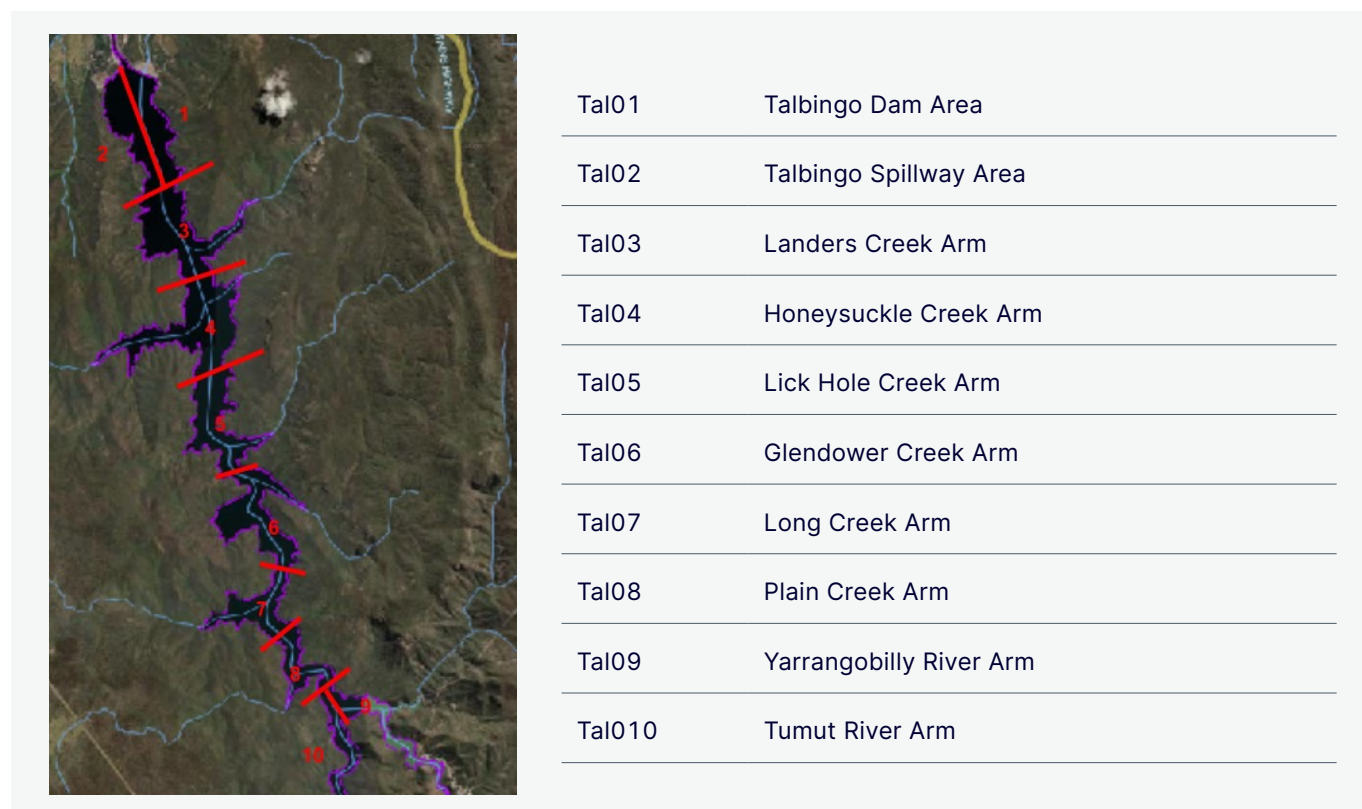 1
2
3
4
5
6
7
8
9
10
Tal01 Talbingo Dam Area
Tal02 Talbingo Spillway Area
Tal03 Landers Creek Arm
Tal04 Honeysuckle Creek Arm
Tal05 Lick Hole Creek Arm
Tal06 Glendower Creek Arm
Tal07 Long Creek Arm
Tal08 Plain Creek Arm
Tal09 Yarrangobilly River Arm
Tal010 Tumut River Arm